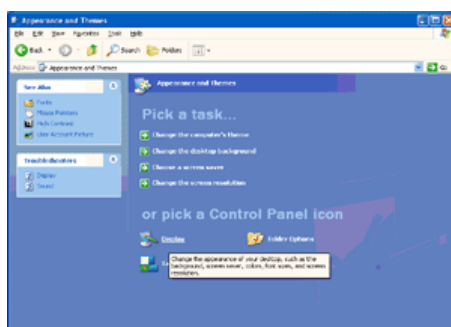 Appearance and Themes
File Edit View Favorites Tools Help
Back Search Folders
Address Appearance and Themes Go
See Also
Fonts
Mouse Pointers
High Contrast
User Account Picture
Troubleshooters
Display
Sound
Appearance and Themes
Pick a task...
Change the computer's theme
Change the desktop background
Choose a screen saver
Change the screen resolution
or pick a Control Panel icon
Display Folder Options
Change the appearance of your desktop, such as the
background, screen saver, colors, font sizes, and screen
resolution.